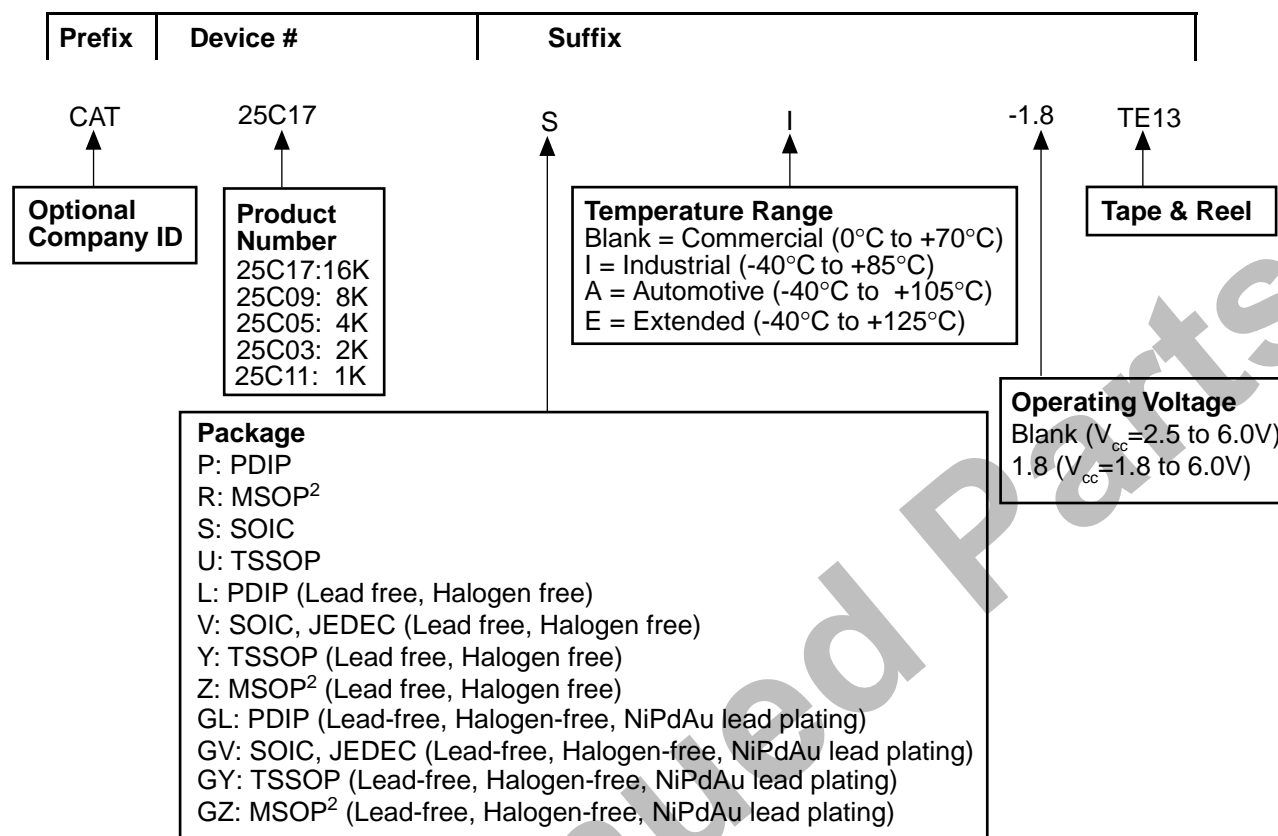 Prefix Device # Suffix
CAT 25C17 S I -1.8 TE13
Optional
Company ID
Product
Number
25C17:16K
25C09: 8K
25C05: 4K
25C03: 2K
25C11: 1K
Temperature Range
Blank = Commercial (0°C to +70°C)
I = Industrial (-40°C to +85°C)
A = Automotive (-40°C to +105°C)
E = Extended (-40°C to +125°C)
Tape & Reel
Operating Voltage
Blank (Vcc=2.5 to 6.0V)
1.8 (Vcc=1.8 to 6.0V)
Package
P: PDIP
R: MSOP²
S: SOIC
U: TSSOP
L: PDIP (Lead free, Halogen free)
V: SOIC, JEDEC (Lead free, Halogen free)
Y: TSSOP (Lead free, Halogen free)
Z: MSOP² (Lead free, Halogen free)
GL: PDIP (Lead-free, Halogen-free, NiPdAu lead plating)
GV: SOIC, JEDEC (Lead-free, Halogen-free, NiPdAu lead plating)
GY: TSSOP (Lead-free, Halogen-free, NiPdAu lead plating)
GZ: MSOP² (Lead-free, Halogen-free, NiPdAu lead plating)
ued Parts